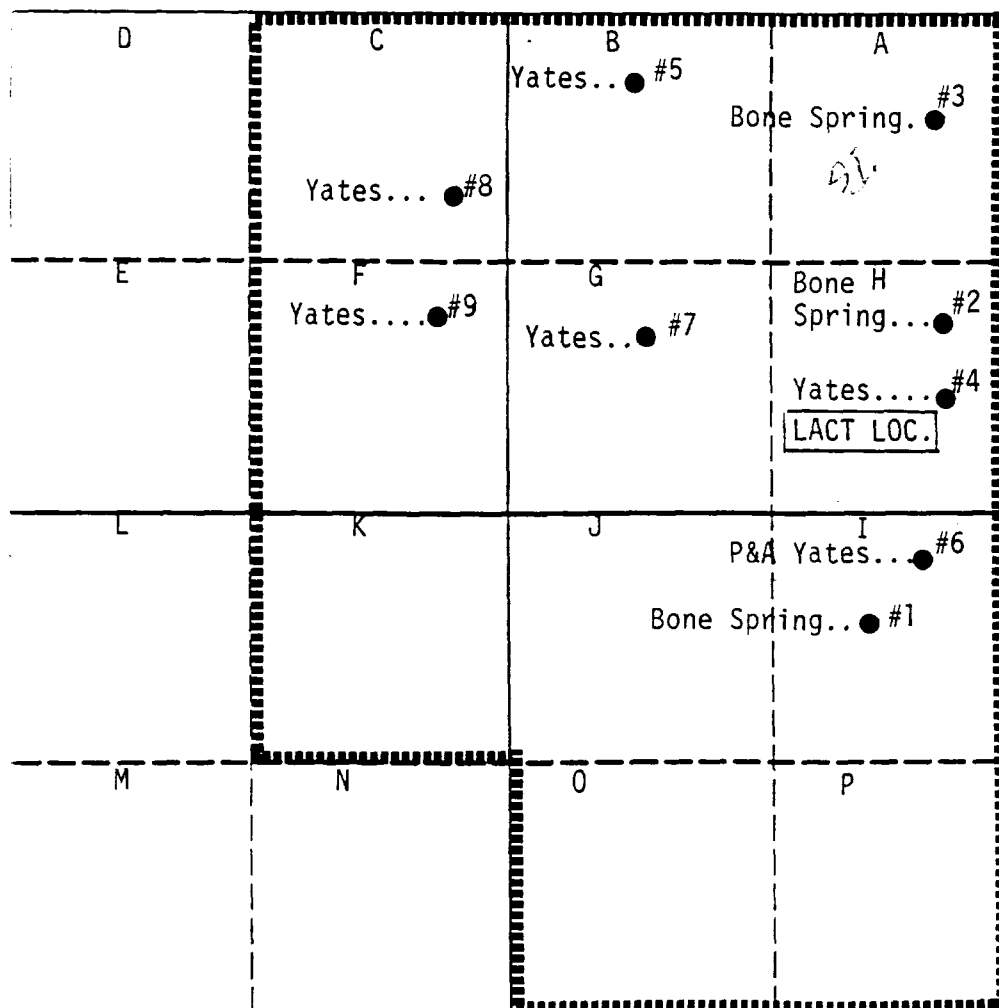 D C B A
Yates.. #5
Bone Spring. #3
Yates... #8
E F G Bone H
Spring... #2
Yates.... #9
Yates.. #7
Yates.... #4
LACT LOC.
L K J I
P&A Yates... #6
Bone Spring.. #1
M N O P